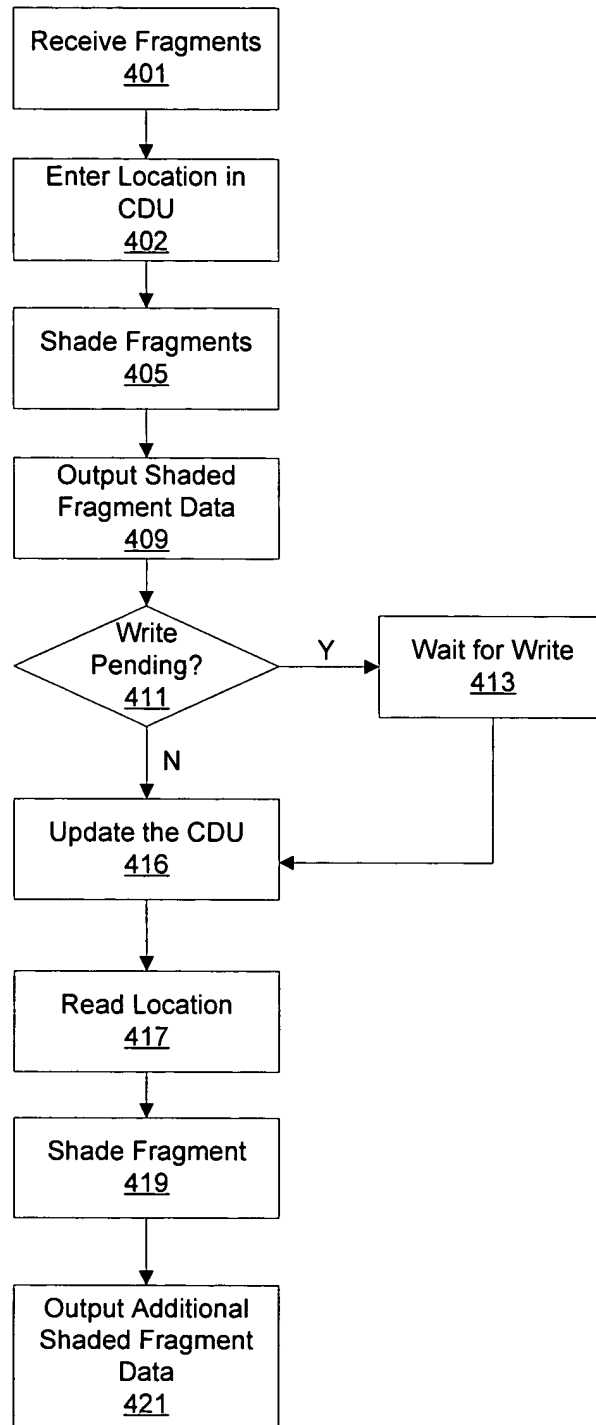 Receive Fragments
401
Enter Location in
CDU
402
Shade Fragments
405
Output Shaded
Fragment Data
409
Write
Pending?
411
Y
Wait for Write
413
N
Update the CDU
416
Read Location
417
Shade Fragment
419
Output Additional
Shaded Fragment
Data
421